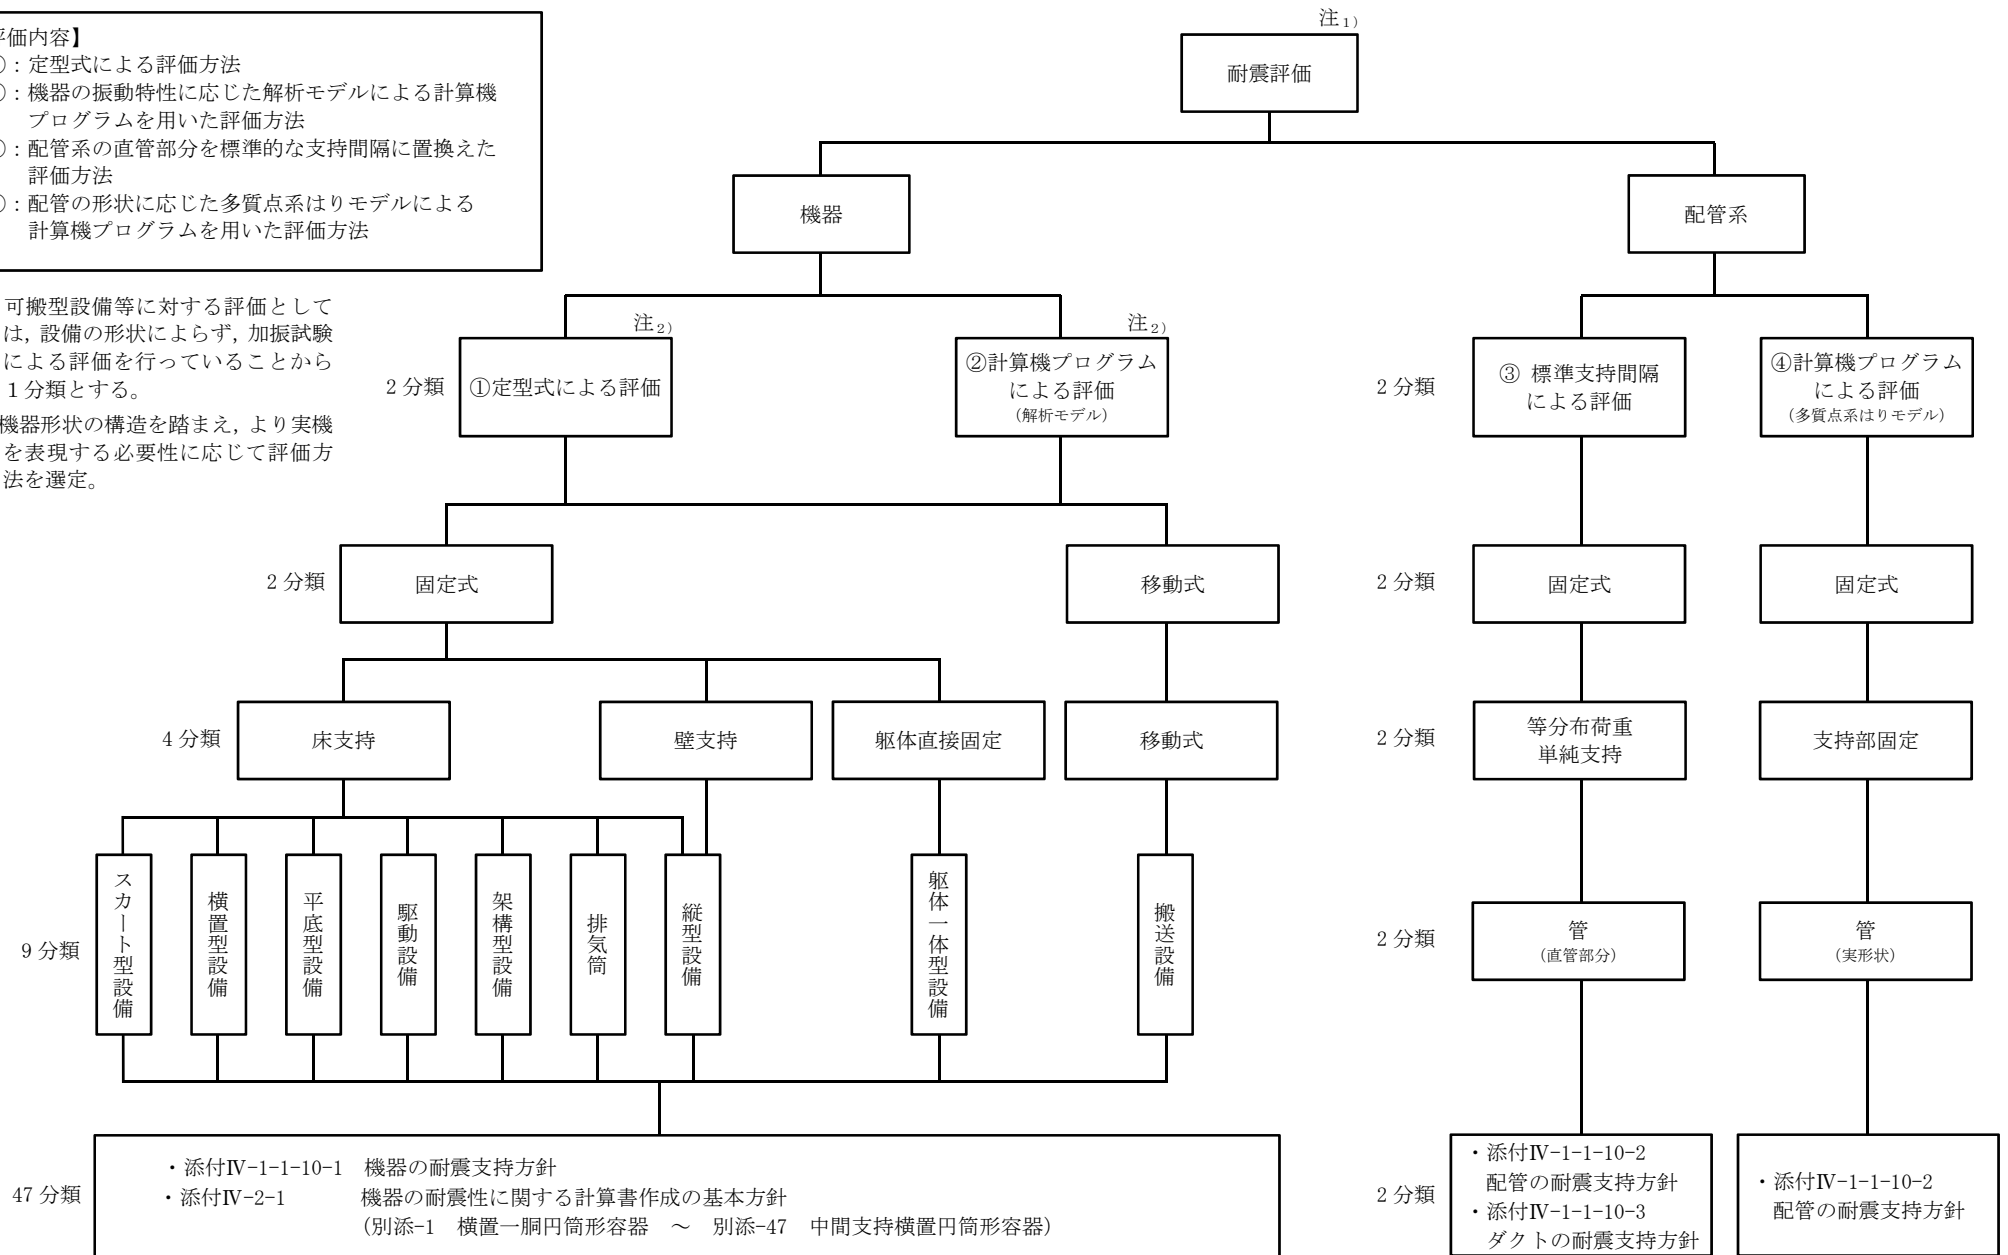 評価内容】
：定型式による評価方法
：機器の振動特性に応じた解析モデルによる計算機
プログラムを用いた評価方法
：配管系の直管部分を標準的な支持間隔に置換えた
評価方法
：配管の形状に応じた多質点系はりモデルによる
計算機プログラムを用いた評価方法
可搬型設備等に対する評価として
は，設備の形状によらず，加振試験
による評価を行っていることから
1分類とする。
機器形状の構造を踏まえ，より実機
を表現する必要性に応じて評価方
法を選定。
注1)
耐震評価
機器
配管系
注2)
注2)
2分類
①定型式による評価
②計算機プログラム
による評価
(解析モデル)
2分類
③ 標準支持間隔
による評価
④計算機プログラム
による評価
(多質点系はりモデル)
2分類
固定式
移動式
2分類
固定式
固定式
4分類
床支持
壁支持
躯体直接固定
移動式
2分類
等分布荷重
単純支持
支持部固定
9分類
スカート型設備
横置型設備
平底型設備
駆動設備
架構型設備
排気筒
縦型設備
躯体一体型設備
搬送設備
2分類
管
(直管部分)
管
(実形状)
47分類
・添付Ⅳ-1-1-10-1　機器の耐震支持方針
・添付Ⅳ-2-1　機器の耐震性に関する計算書作成の基本方針
(別添-1　横置一胴円筒形容器　～　別添-47　中間支持横置円筒形容器)
2分類
・添付Ⅳ-1-1-10-2
配管の耐震支持方針
・添付Ⅳ-1-1-10-3
ダクトの耐震支持方針
・添付Ⅳ-1-1-10-2
配管の耐震支持方針